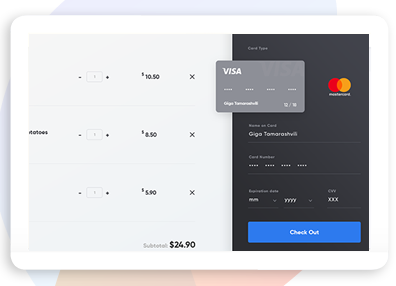 - 1 + $ 10.50 ×
otatoes - 1 + $ 8.50 ×
- 1 + $ 5.90 ×
Subtotal: $24.90
Card Type
VISA
VISA
Giga Tamarashvili 12 / 18
mastercard
Name on Card
Giga Tamarashvili
Card Number
Expiration date CVV
mm yyyy XXX
Check Out